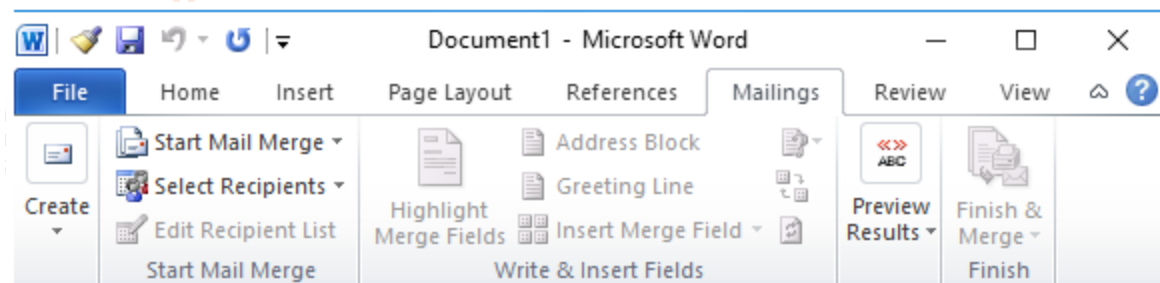 W Document1 - Microsoft Word
File Home Insert Page Layout References Mailings Review View ?
Create
Start Mail Merge
Select Recipients
Edit Recipient List
Start Mail Merge
Highlight
Merge Fields
Address Block
Greeting Line
Insert Merge Field
Write & Insert Fields
«»
ABC
Preview
Results
Finish &
Merge
Finish